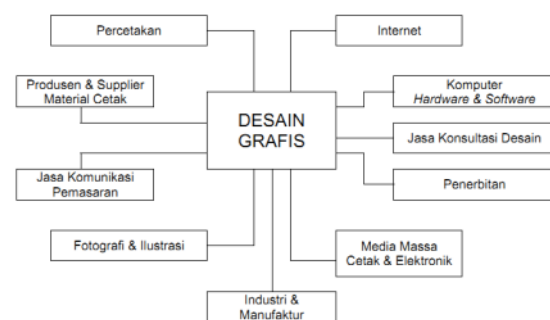 Percetakan
Internet
Produsen & Supplier
Material Cetak
Komputer
Hardware & Software
DESAIN
GRAFIS
Jasa Konsultasi Desain
Jasa Komunikasi
Pemasaran
Penerbitan
Fotografi & Ilustrasi
Media Massa
Cetak & Elektronik
Industri &
Manufaktur